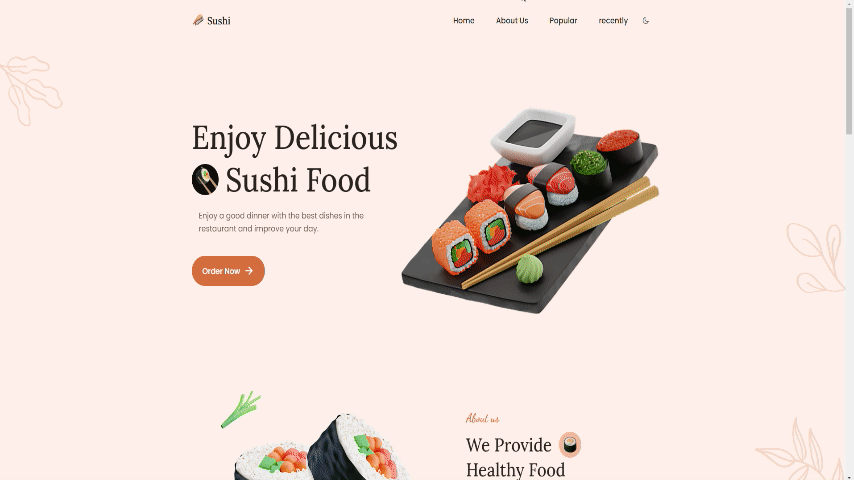 Sushi
Home About Us Popular recently
Enjoy Delicious
Sushi Food
Enjoy a good dinner with the best dishes in the
restaurant and improve your day.
Order Now
About us
We Provide
Healthy Food